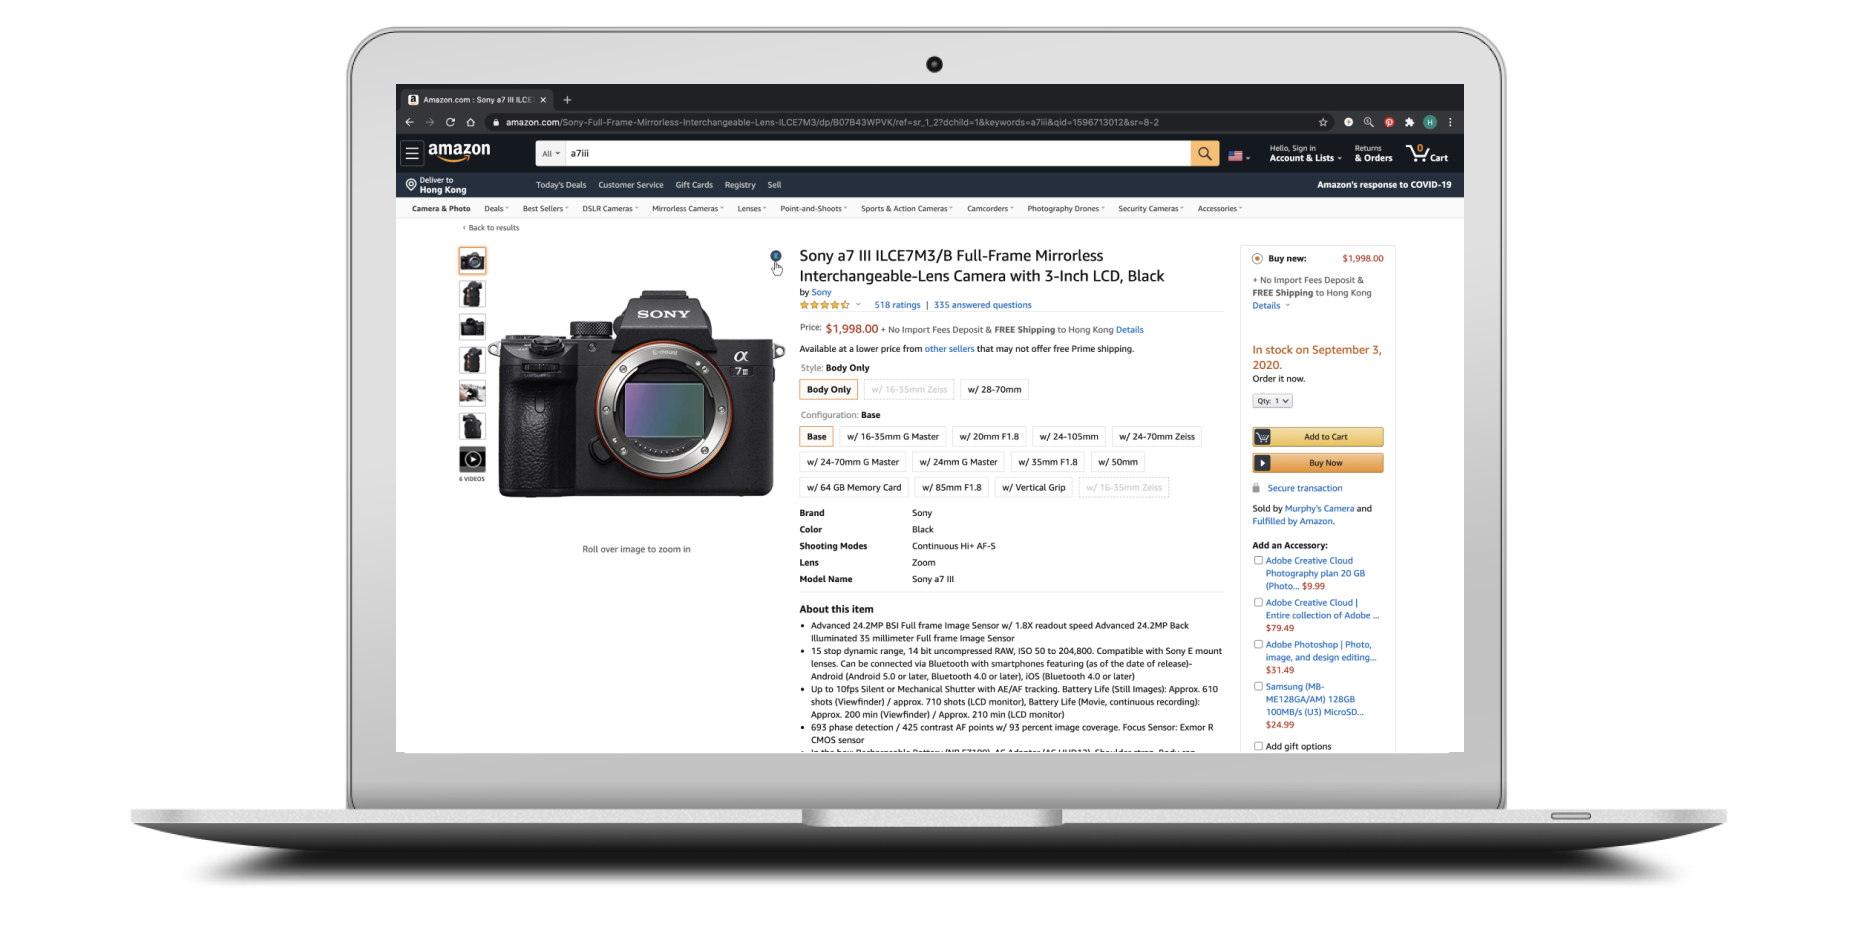 Amazon.com : Sony a7 III ILCE
amazon.com/Sony-Full-Frame-Mirrorless-Interchangeable-Lens-ILCE7M3/dp/B07B43WPVK/ref=sr_1_2?dchild=1&keywords=a7iii&qid=1596713012&sr=8-2
H
amazon
All
a7iii
Hello, Sign in
Account & Lists
Returns
& Orders
0
Cart
Deliver to
Hong Kong
Today's Deals Customer Service Gift Cards Registry Sell
Amazon's response to COVID-19
Camera & Photo Deals Best Sellers DSLR Cameras Mirrorless Cameras Lenses Point-and-Shoots Sports & Action Cameras Camcorders Photography Drones Security Cameras Accessories
‹ Back to results
6 VIDEOS
SONY
E-mount
α
7III
Roll over image to zoom in
Sony a7 III ILCE7M3/B Full-Frame Mirrorless
Interchangeable-Lens Camera with 3-Inch LCD, Black
by Sony
518 ratings | 335 answered questions
Price: $1,998.00 + No Import Fees Deposit & FREE Shipping to Hong Kong Details
Available at a lower price from other sellers that may not offer free Prime shipping.
Style: Body Only
Body Only w/ 16-35mm Zeiss w/ 28-70mm
Configuration: Base
Base w/ 16-35mm G Master w/ 20mm F1.8 w/ 24-105mm w/ 24-70mm Zeiss
w/ 24-70mm G Master w/ 24mm G Master w/ 35mm F1.8 w/ 50mm
w/ 64 GB Memory Card w/ 85mm F1.8 w/ Vertical Grip w/ 16-35mm Zeiss
Brand Sony
Color Black
Shooting Modes Continuous Hi+ AF-S
Lens Zoom
Model Name Sony a7 III
About this item
• Advanced 24.2MP BSI Full frame Image Sensor w/ 1.8X readout speed Advanced 24.2MP Back
Illuminated 35 millimeter Full frame Image Sensor
• 15 stop dynamic range, 14 bit uncompressed RAW, ISO 50 to 204,800. Compatible with Sony E mount
lenses. Can be connected via Bluetooth with smartphones featuring (as of the date of release)-
Android (Android 5.0 or later, Bluetooth 4.0 or later), iOS (Bluetooth 4.0 or later)
• Up to 10fps Silent or Mechanical Shutter with AE/AF tracking. Battery Life (Still Images): Approx. 610
shots (Viewfinder) / approx. 710 shots (LCD monitor), Battery Life (Movie, continuous recording):
Approx. 200 min (Viewfinder) / Approx. 210 min (LCD monitor)
• 693 phase detection / 425 contrast AF points w/ 93 percent image coverage. Focus Sensor: Exmor R
CMOS sensor
Buy new: $1,998.00
+ No Import Fees Deposit &
FREE Shipping to Hong Kong
Details
In stock on September 3,
2020.
Order it now.
Qty: 1
Add to Cart
Buy Now
Secure transaction
Sold by Murphy's Camera and
Fulfilled by Amazon.
Add an Accessory:
Adobe Creative Cloud
Photography plan 20 GB
(Photo... $9.99
Adobe Creative Cloud |
Entire collection of Adobe ...
$79.49
Adobe Photoshop | Photo,
image, and design editing...
$31.49
Samsung (MB-
ME128GA/AM) 128GB
100MB/s (U3) MicroSD...
$24.99
Add gift options